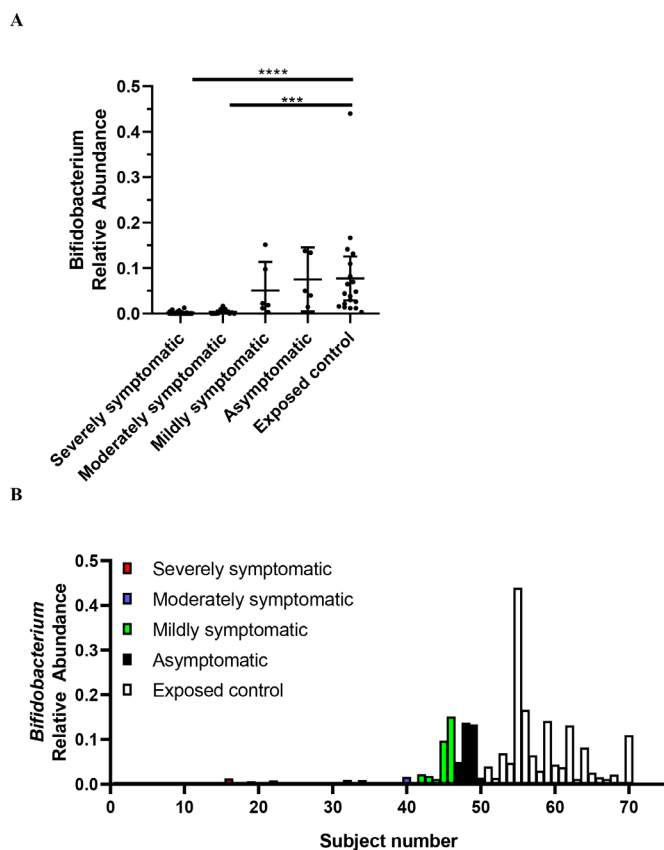 A
****
***
Bifidobacterium
Relative Abundance
0.5
0.4
0.3
0.2
0.1
0.0
Severely symptomatic
Moderately symptomatic
Mildly symptomatic
Asymptomatic
Exposed control
B
Bifidobacterium
Relative Abundance
0.5
0.4
0.3
0.2
0.1
0.0
Severely symptomatic
Moderately symptomatic
Mildly symptomatic
Asymptomatic
Exposed control
0 10 20 30 40 50 60 70
Subject number